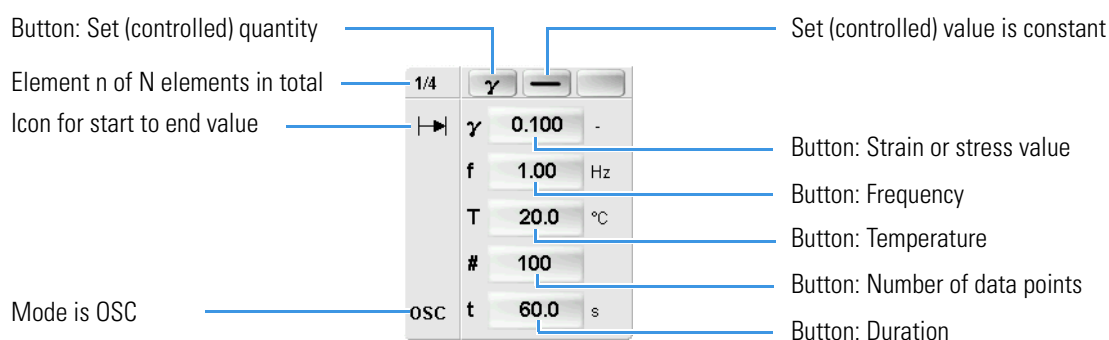 Button: Set (controlled) quantity
Set (controlled) value is constant
Element n of N elements in total
1/4 γ
Icon for start to end value
γ 0.100 -
Button: Strain or stress value
f 1.00 Hz
Button: Frequency
T 20.0 °C
Button: Temperature
# 100
Button: Number of data points
Mode is OSC
OSC t 60.0 s
Button: Duration